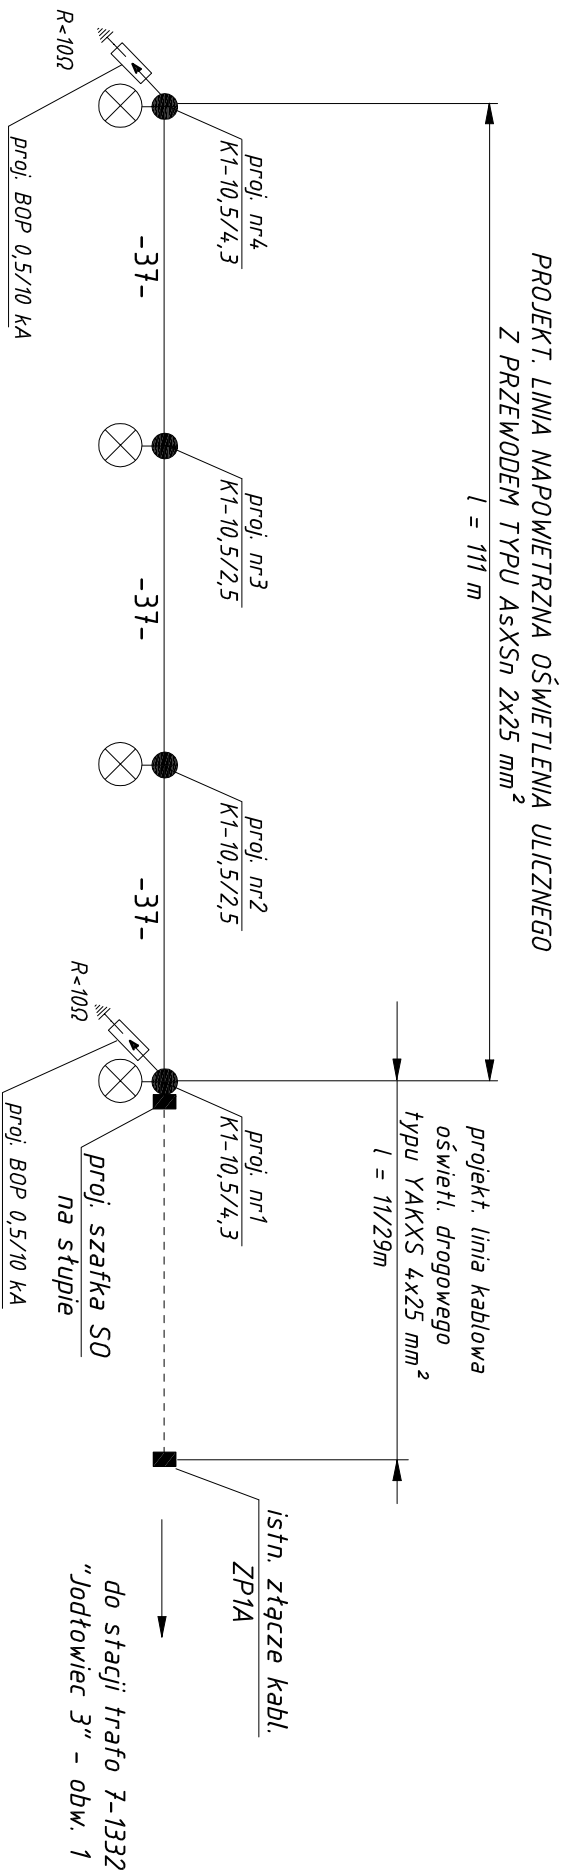 PROJEKT. LINIA NAPOWIETRZNA OŚWIETLENIA ULICZNEGO
Z PRZEWODEM TYPU AsXSn 2x25 mm²
l = 111 m
projekt. linia kablowa
oświetl. drogowego
typu YAKXS 4x25 mm²
l = 11/29m
proj. nr4
K1-10,5/4,3
proj. nr3
K1-10,5/2,5
proj. nr2
K1-10,5/2,5
proj. nr1
K1-10,5/4,3
istn. złącze kabl.
ZP1A
-37-
-37-
-37-
R<10Ω
proj. BOP 0,5/10 kA
R<10Ω
proj. BOP 0,5/10 kA
proj. szafka SO
na słupie
do stacji trafo 7-1332
"Jodłowiec 3" - obw. 1